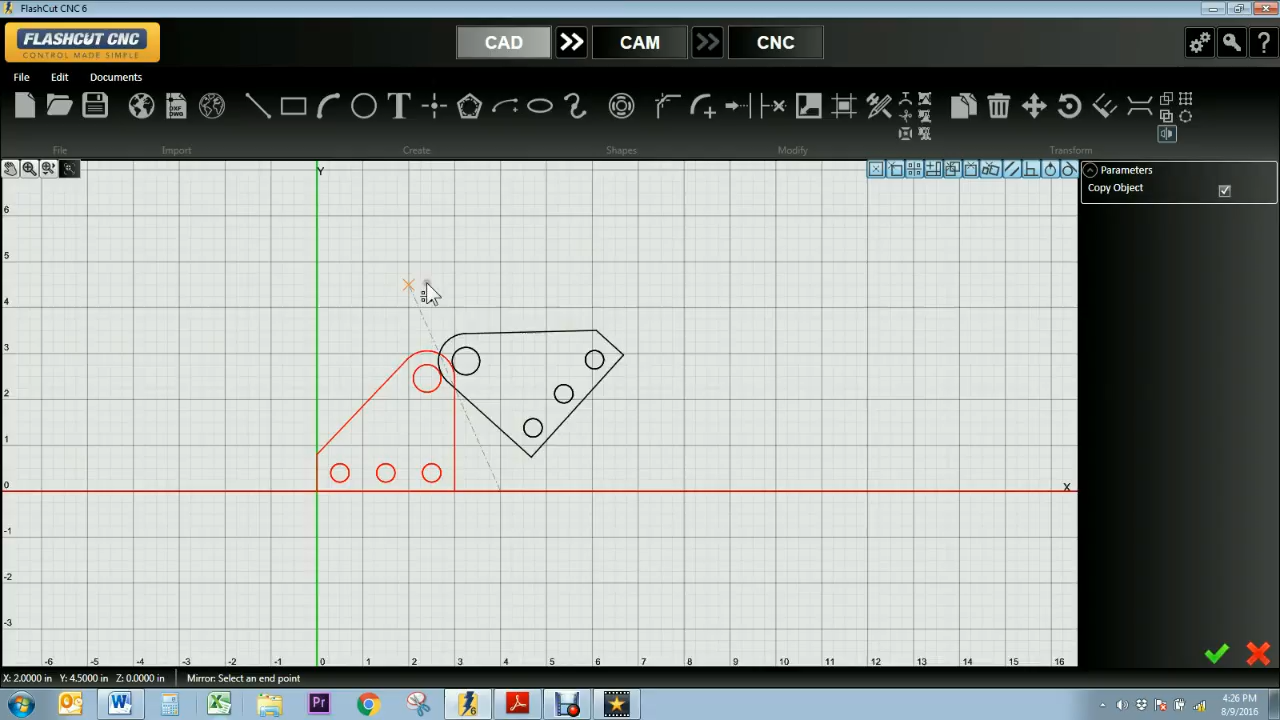 FlashCut CNC 6
FLASHCUT CNC
CONTROL MADE SIMPLE
CAD
CAM
CNC
File Edit Documents
File Import Create Shapes Modify Transform
Parameters
Copy Object
Y
6
5
4
3
2
1
0
-1
-2
-3
X
-6 -5 -4 -3 -2 -1 0 1 2 3 4 5 6 7 8 9 10 11 12 13 14 15 16
X: 2.0000 in Y: 4.5000 in Z: 0.0000 in Mirror: Select an end point
4:26 PM
8/9/2016